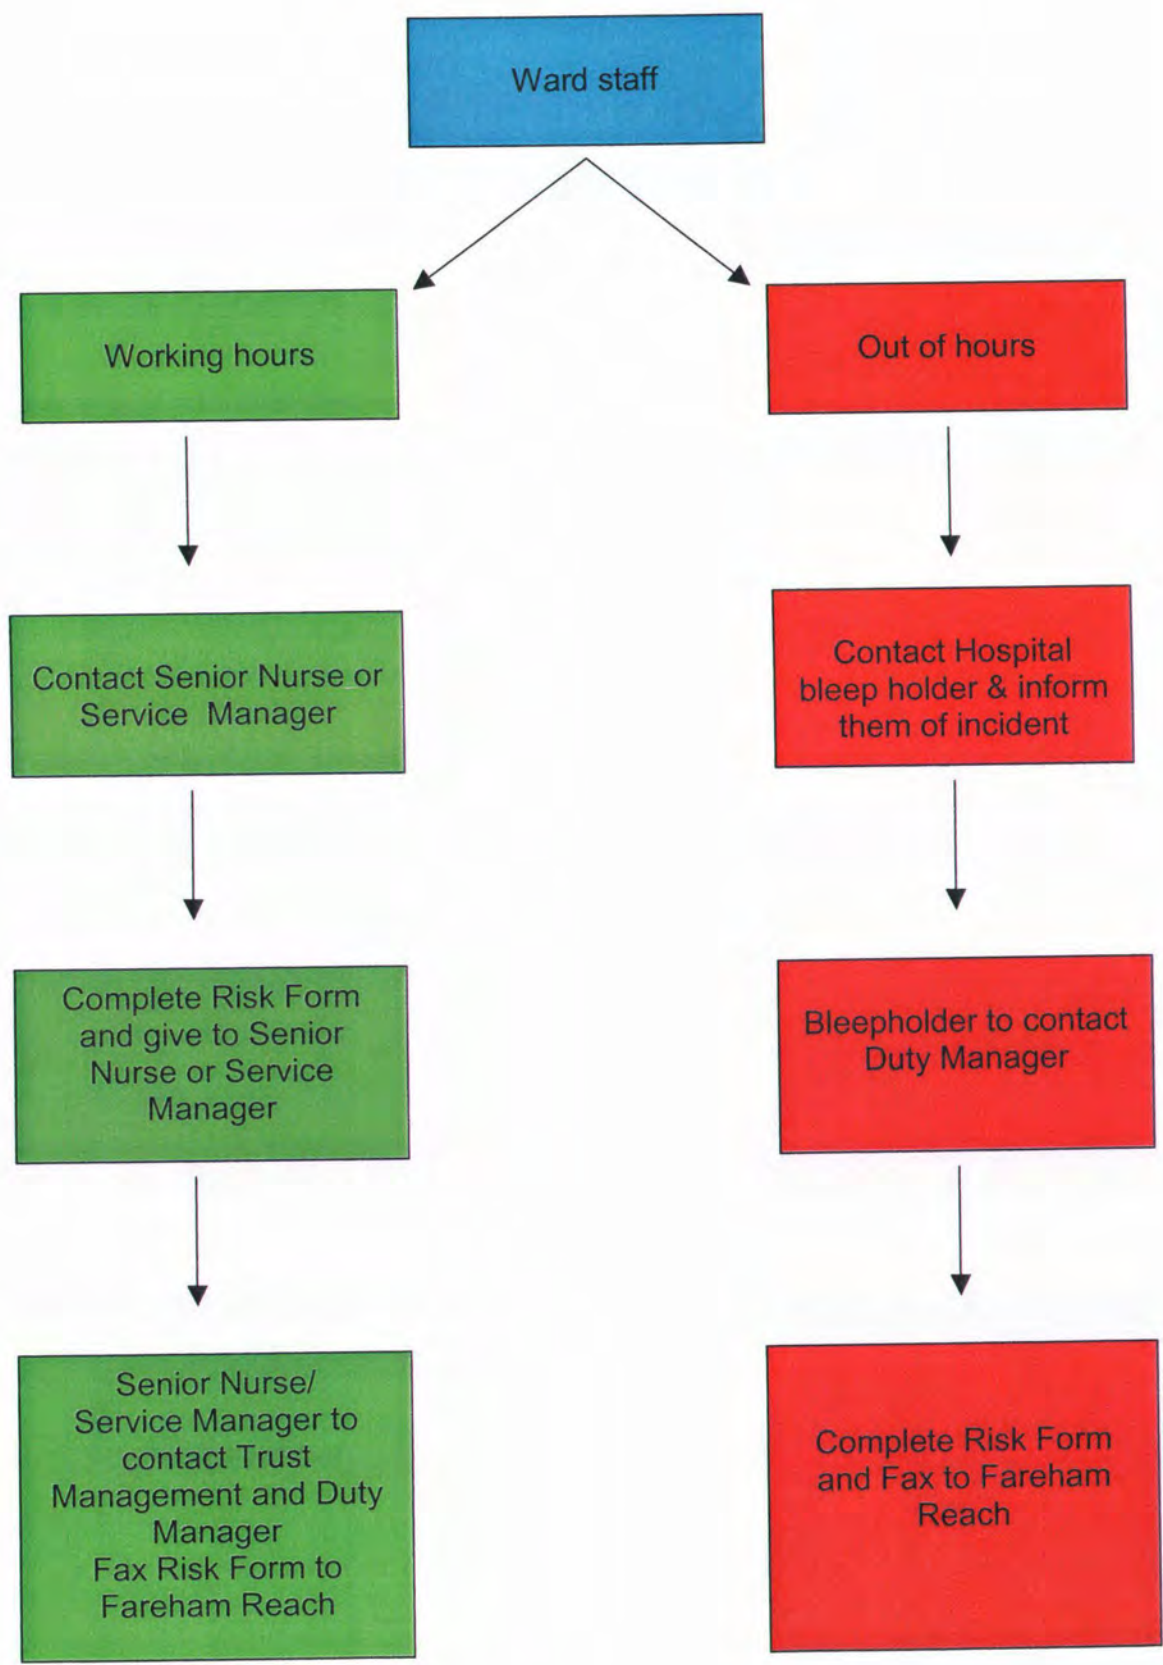 Ward staff
Working hours
Out of hours
Contact Senior Nurse or
Service Manager
Contact Hospital
bleep holder & inform
them of incident
Complete Risk Form
and give to Senior
Nurse or Service
Manager
Bleepholder to contact
Duty Manager
Senior Nurse/
Service Manager to
contact Trust
Management and Duty
Manager
Fax Risk Form to
Fareham Reach
Complete Risk Form
and Fax to Fareham
Reach